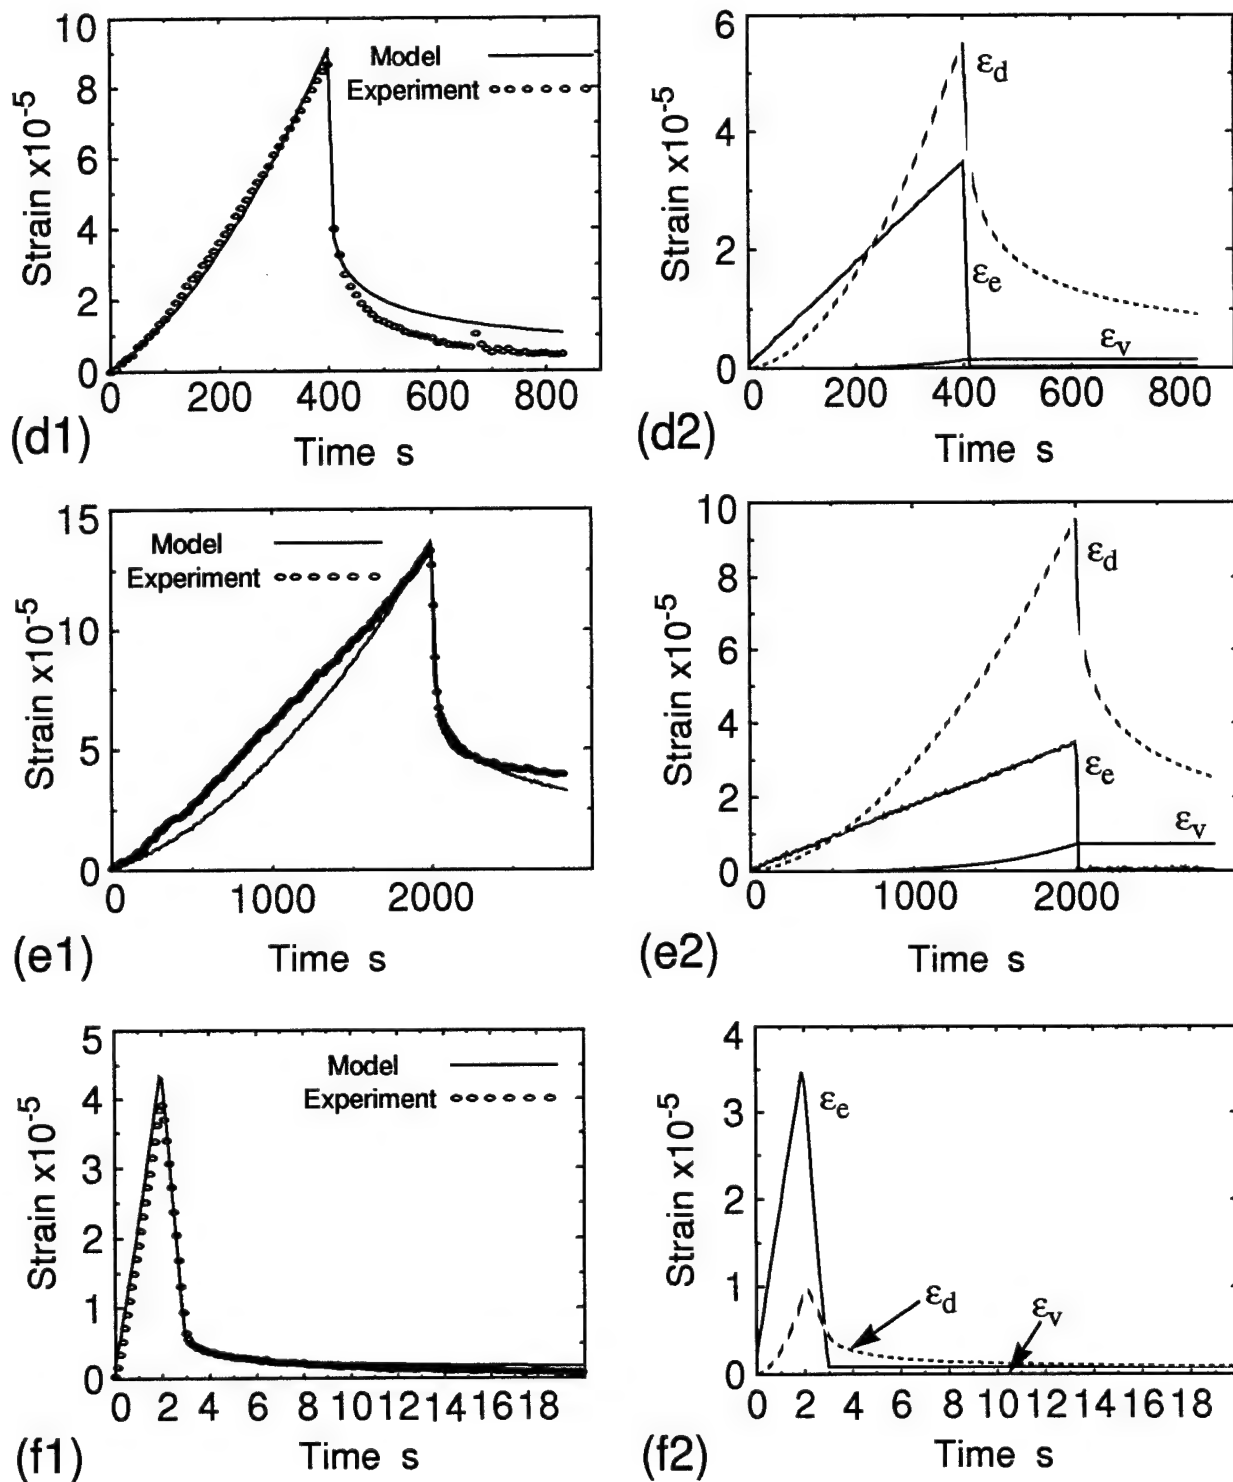 10
8
6
4
2
0
Strain x10-5
Model
Experiment
0 200 400 600 800
(d1)
Time s
6
4
2
0
Strain x10-5
εd
εe
εv
0 200 400 600 800
(d2)
Time s
15
10
5
0
Strain x10-5
Model
Experiment
0 1000 2000
(e1)
Time s
10
8
6
4
2
0
Strain x10-5
εd
εe
εv
0 1000 2000
(e2)
Time s
5
4
3
2
1
0
Strain x10-5
Model
Experiment
0 2 4 6 8 10 12 14 16 18
(f1)
Time s
4
3
2
1
0
Strain x10-5
εe
εd
εv
0 2 4 6 8 10 12 14 16 18
(f2)
Time s